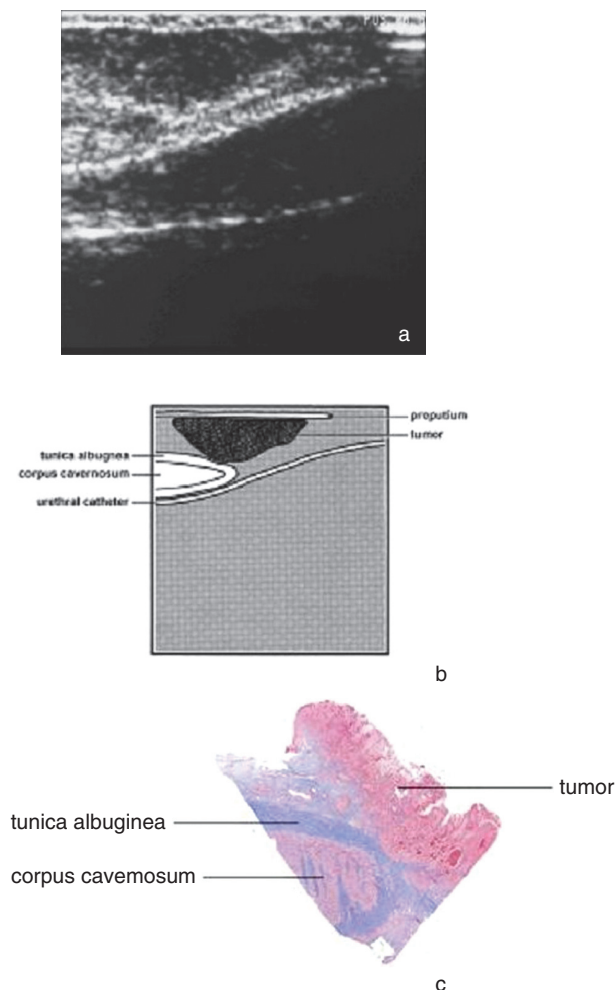 a
preputium
tumor
tunica albugnea
corpus cavernosum
urethral catheter
b
tumor
tunica albuginea
corpus cavemosum
c